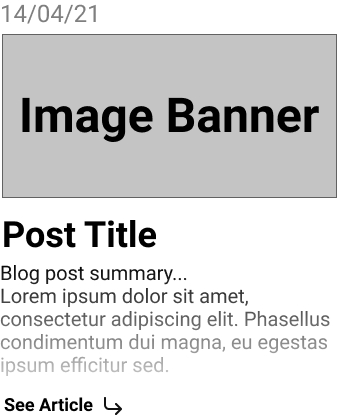 14/04/21
Image Banner
Post Title
Blog post summary...
Lorem ipsum dolor sit amet,
consectetur adipiscing elit. Phasellus
condimentum dui magna, eu egestas
ipsum efficitur sed.
See Article